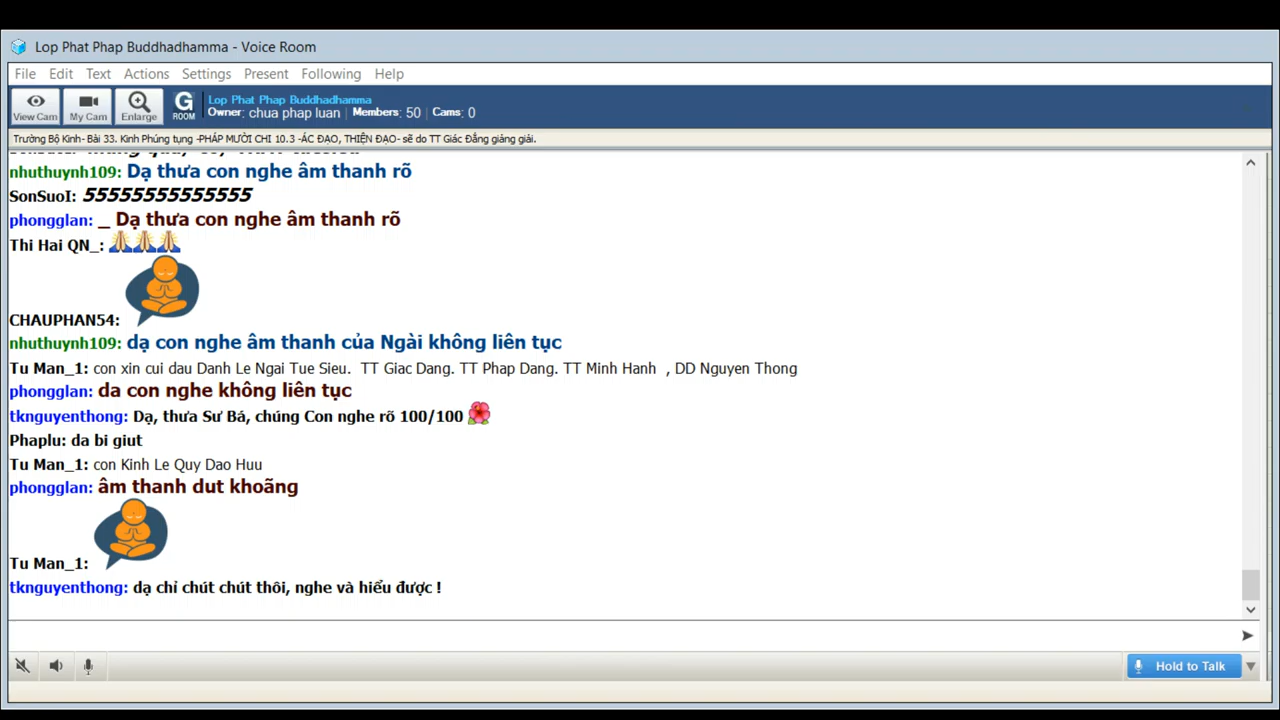 Lop Phat Phap Buddhadhamma - Voice Room
File Edit Text Actions Settings Present Following Help
View Cam My Cam Enlarge G ROOM
Lop Phat Phap Buddhadhamma
Owner: chua phap luan | Members: 50 | Cams: 0
Trường Bộ Kinh- Bài 33. Kinh Phúng tụng -PHÁP MƯỜI CHI 10.3 -ÁC ĐẠO, THIỆN ĐẠO- sẽ do TT Giác Đẳng giảng giải.
nhuthuynh109: Dạ thưa con nghe âm thanh rõ
SonSuoI: 55555555555555
phongglan: _ Dạ thưa con nghe âm thanh rõ
Thi Hai QN_:
CHAUPHAN54:
nhuthuynh109: dạ con nghe âm thanh của Ngài không liên tục
Tu Man_1: con xin cui dau Danh Le Ngai Tue Sieu. TT Giac Dang. TT Phap Dang. TT Minh Hanh , DD Nguyen Thong
phongglan: da con nghe không liên tục
tknguyenthong: Dạ, thưa Sư Bá, chúng Con nghe rõ 100/100
Phaplu: da bi giut
Tu Man_1: con Kinh Le Quy Dao Huu
phongglan: âm thanh dut khoãng
Tu Man_1:
tknguyenthong: dạ chỉ chút chút thôi, nghe và hiểu được !
Hold to Talk